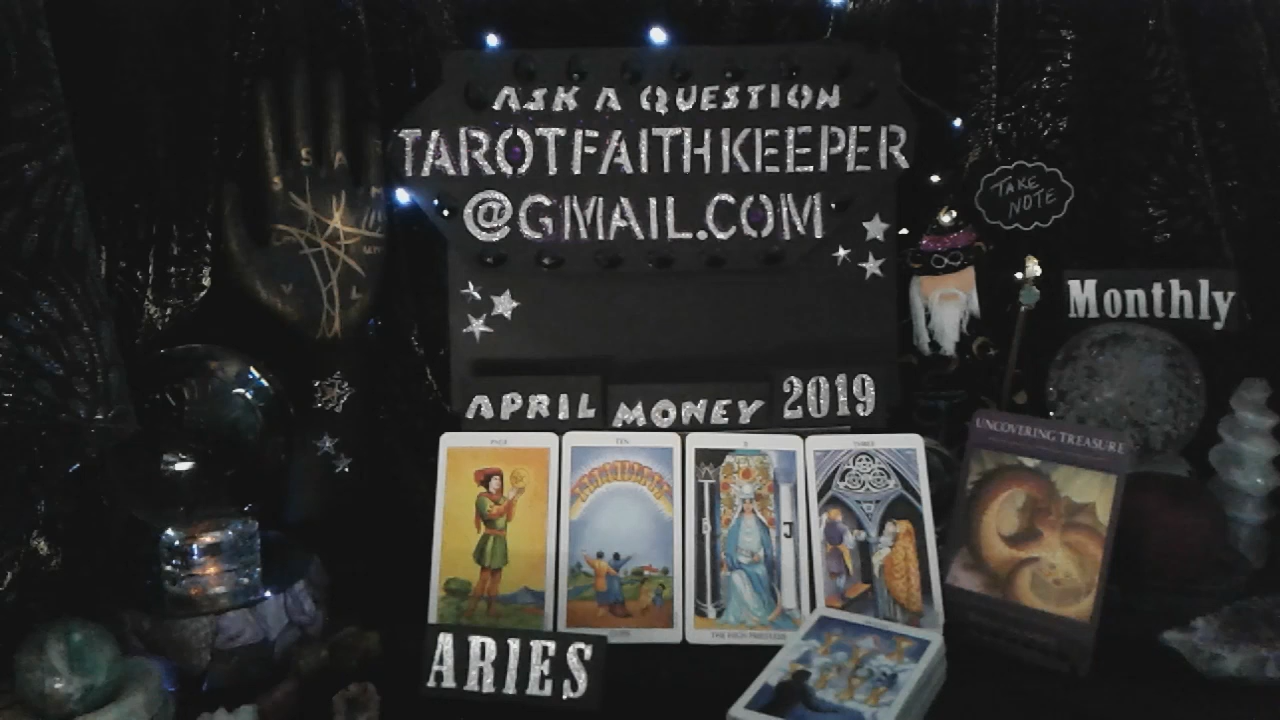 ASK A QUESTION
TAROTFAITHKEEPER
@GMAIL.COM
TAKE
NOTE
S A
Monthly
APRIL MONEY 2019
UNCOVERING TREASURE
PAGE
TEN
THREE
B J
THE HIGH PRIESTESS
ARIES